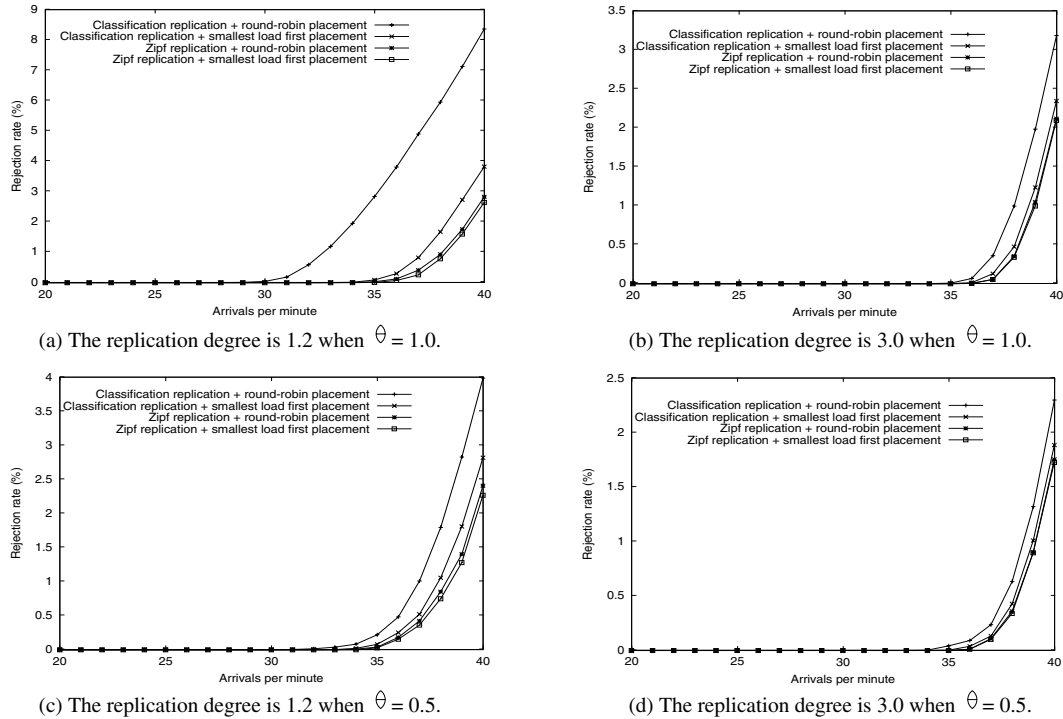 Classification replication + round-robin placement
Classification replication + smallest load first placement
Zipf replication + round-robin placement
Zipf replication + smallest load first placement
Rejection rate (%)
9
8
7
6
5
4
3
2
1
0
20 25 30 35 40
Arrivals per minute
(a) The replication degree is 1.2 when θ = 1.0.
Classification replication + round-robin placement
Classification replication + smallest load first placement
Zipf replication + round-robin placement
Zipf replication + smallest load first placement
Rejection rate (%)
3.5
3
2.5
2
1.5
1
0.5
0
20 25 30 35 40
Arrivals per minute
(b) The replication degree is 3.0 when θ = 1.0.
Classification replication + round-robin placement
Classification replication + smallest load first placement
Zipf replication + round-robin placement
Zipf replication + smallest load first placement
Rejection rate (%)
4
3.5
3
2.5
2
1.5
1
0.5
0
20 25 30 35 40
Arrivals per minute
(c) The replication degree is 1.2 when θ = 0.5.
Classification replication + round-robin placement
Classification replication + smallest load first placement
Zipf replication + round-robin placement
Zipf replication + smallest load first placement
Rejection rate (%)
2.5
2
1.5
1
0.5
0
20 25 30 35 40
Arrivals per minute
(d) The replication degree is 3.0 when θ = 0.5.